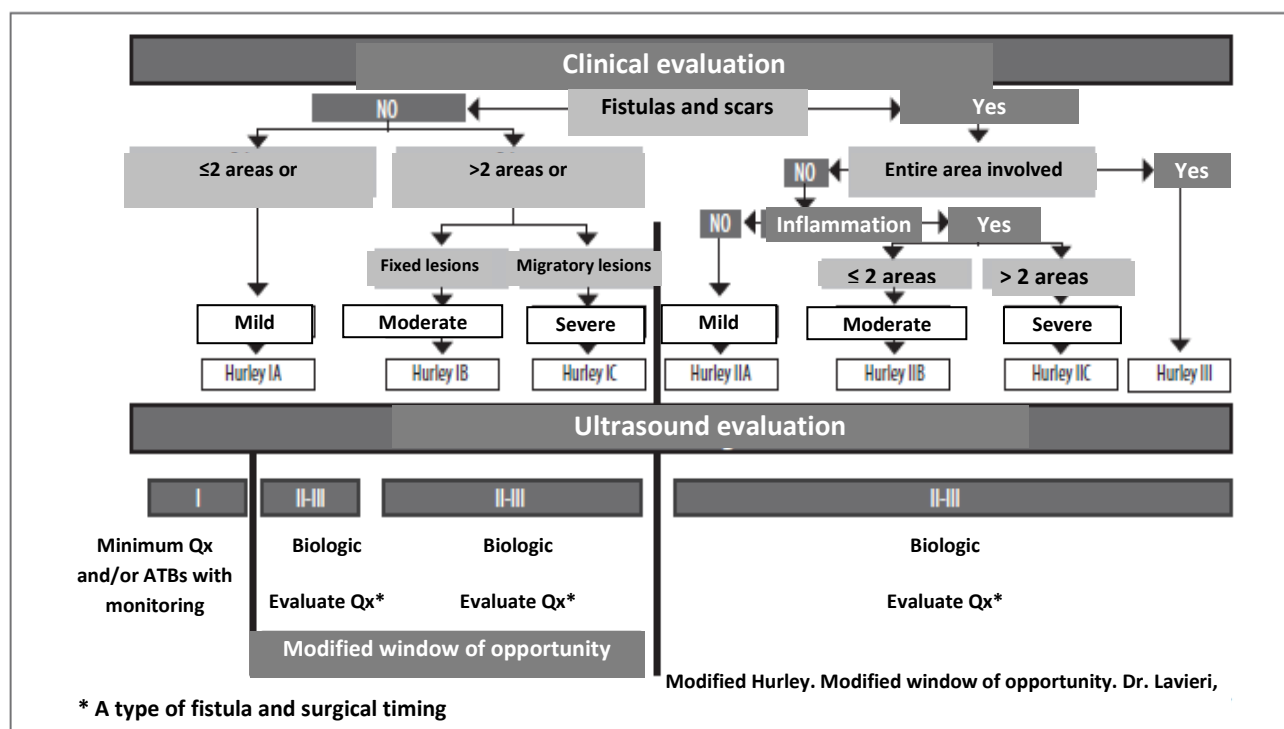 Clinical evaluation
NO
Fistulas and scars
Yes
≤2 areas or
>2 areas or
NO
Entire area involved
Yes
NO
Inflammation
Yes
Fixed lesions
Migratory lesions
≤ 2 areas
> 2 areas
Mild
Moderate
Severe
Mild
Moderate
Severe
Hurley IA
Hurley IB
Hurley IC
Hurley IIA
Hurley IIB
Hurley IIC
Hurley III
Ultrasound evaluation
I
II-III
II-III
II-III
Minimum Qx
and/or ATBs with
monitoring
Biologic
Evaluate Qx*
Biologic
Evaluate Qx*
Biologic
Evaluate Qx*
Modified window of opportunity
Modified Hurley. Modified window of opportunity. Dr. Lavieri,
* A type of fistula and surgical timing